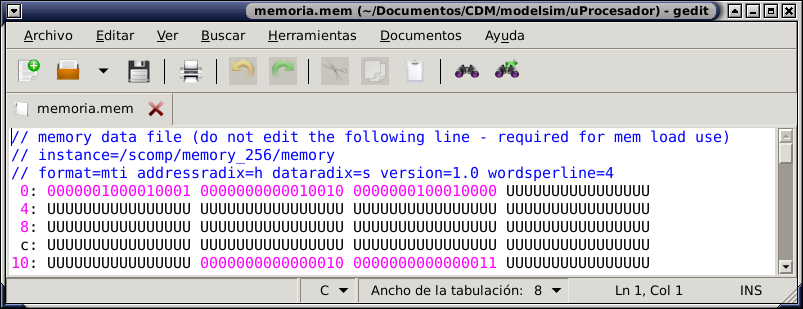 memoria.mem (~/Documentos/CDM/modelsim/uProcesador) - gedit
Archivo Editar Ver Buscar Herramientas Documentos Ayuda
memoria.mem
// memory data file (do not edit the following line - required for mem load use)
// instance=/scomp/memory_256/memory
// format=mti addressradix=h dataradix=s version=1.0 wordsperline=4
0: 0000001000010001 0000000000010010 0000000100010000 UUUUUUUUUUUUUUUU
4: UUUUUUUUUUUUUUUU UUUUUUUUUUUUUUUU UUUUUUUUUUUUUUUU UUUUUUUUUUUUUUUU
8: UUUUUUUUUUUUUUUU UUUUUUUUUUUUUUUU UUUUUUUUUUUUUUUU UUUUUUUUUUUUUUUU
c: UUUUUUUUUUUUUUUU UUUUUUUUUUUUUUUU UUUUUUUUUUUUUUUU UUUUUUUUUUUUUUUU
10: UUUUUUUUUUUUUUUU 0000000000000010 0000000000000011 UUUUUUUUUUUUUUUU
C Ancho de la tabulación: 8 Ln 1, Col 1 INS